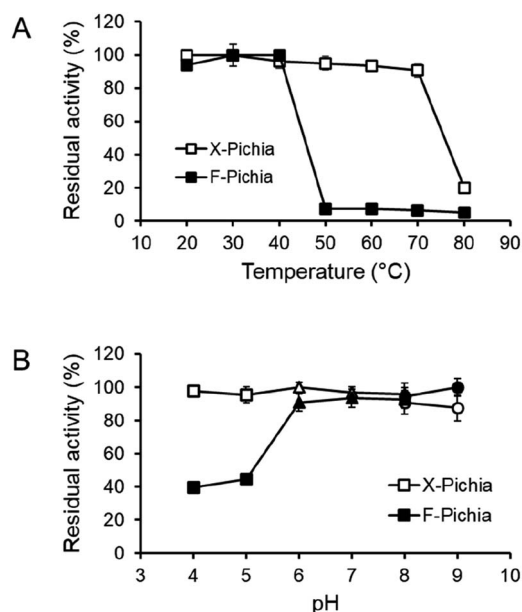 A
Residual activity (%)
120
100
80
60
40
20
0
X-Pichia
F-Pichia
10 20 30 40 50 60 70 80 90
Temperature (°C)
B
Residual activity (%)
120
100
80
60
40
20
0
X-Pichia
F-Pichia
3 4 5 6 7 8 9 10
pH